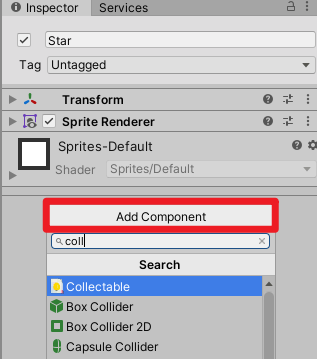 Inspector Services
Star
Tag Untagged
Transform
Sprite Renderer
Sprites-Default
Shader Sprites/Default
Add Component
coll
Search
Collectable
Box Collider
Box Collider 2D
Capsule Collider